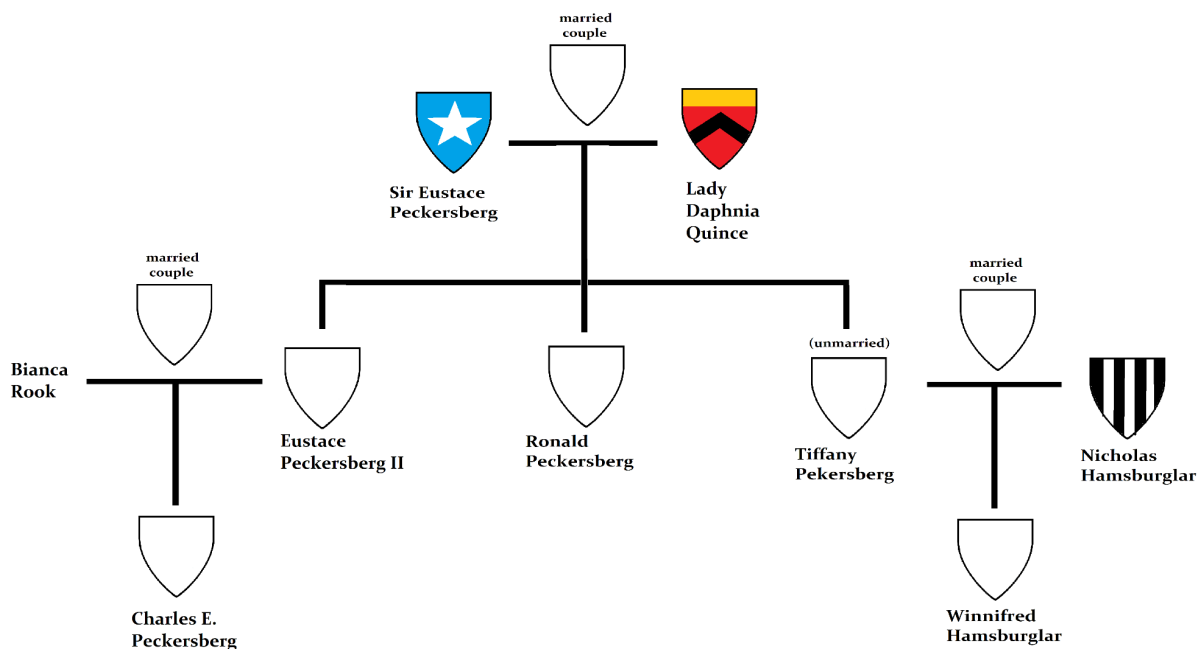 married
couple
Sir Eustace
Peckersberg
Lady
Daphnia
Quince
married
couple
married
couple
(unmarried)
Bianca
Rook
Eustace
Peckersberg II
Ronald
Peckersberg
Tiffany
Pekersberg
Nicholas
Hamsburglar
Charles E.
Peckersberg
Winnifred
Hamsburglar